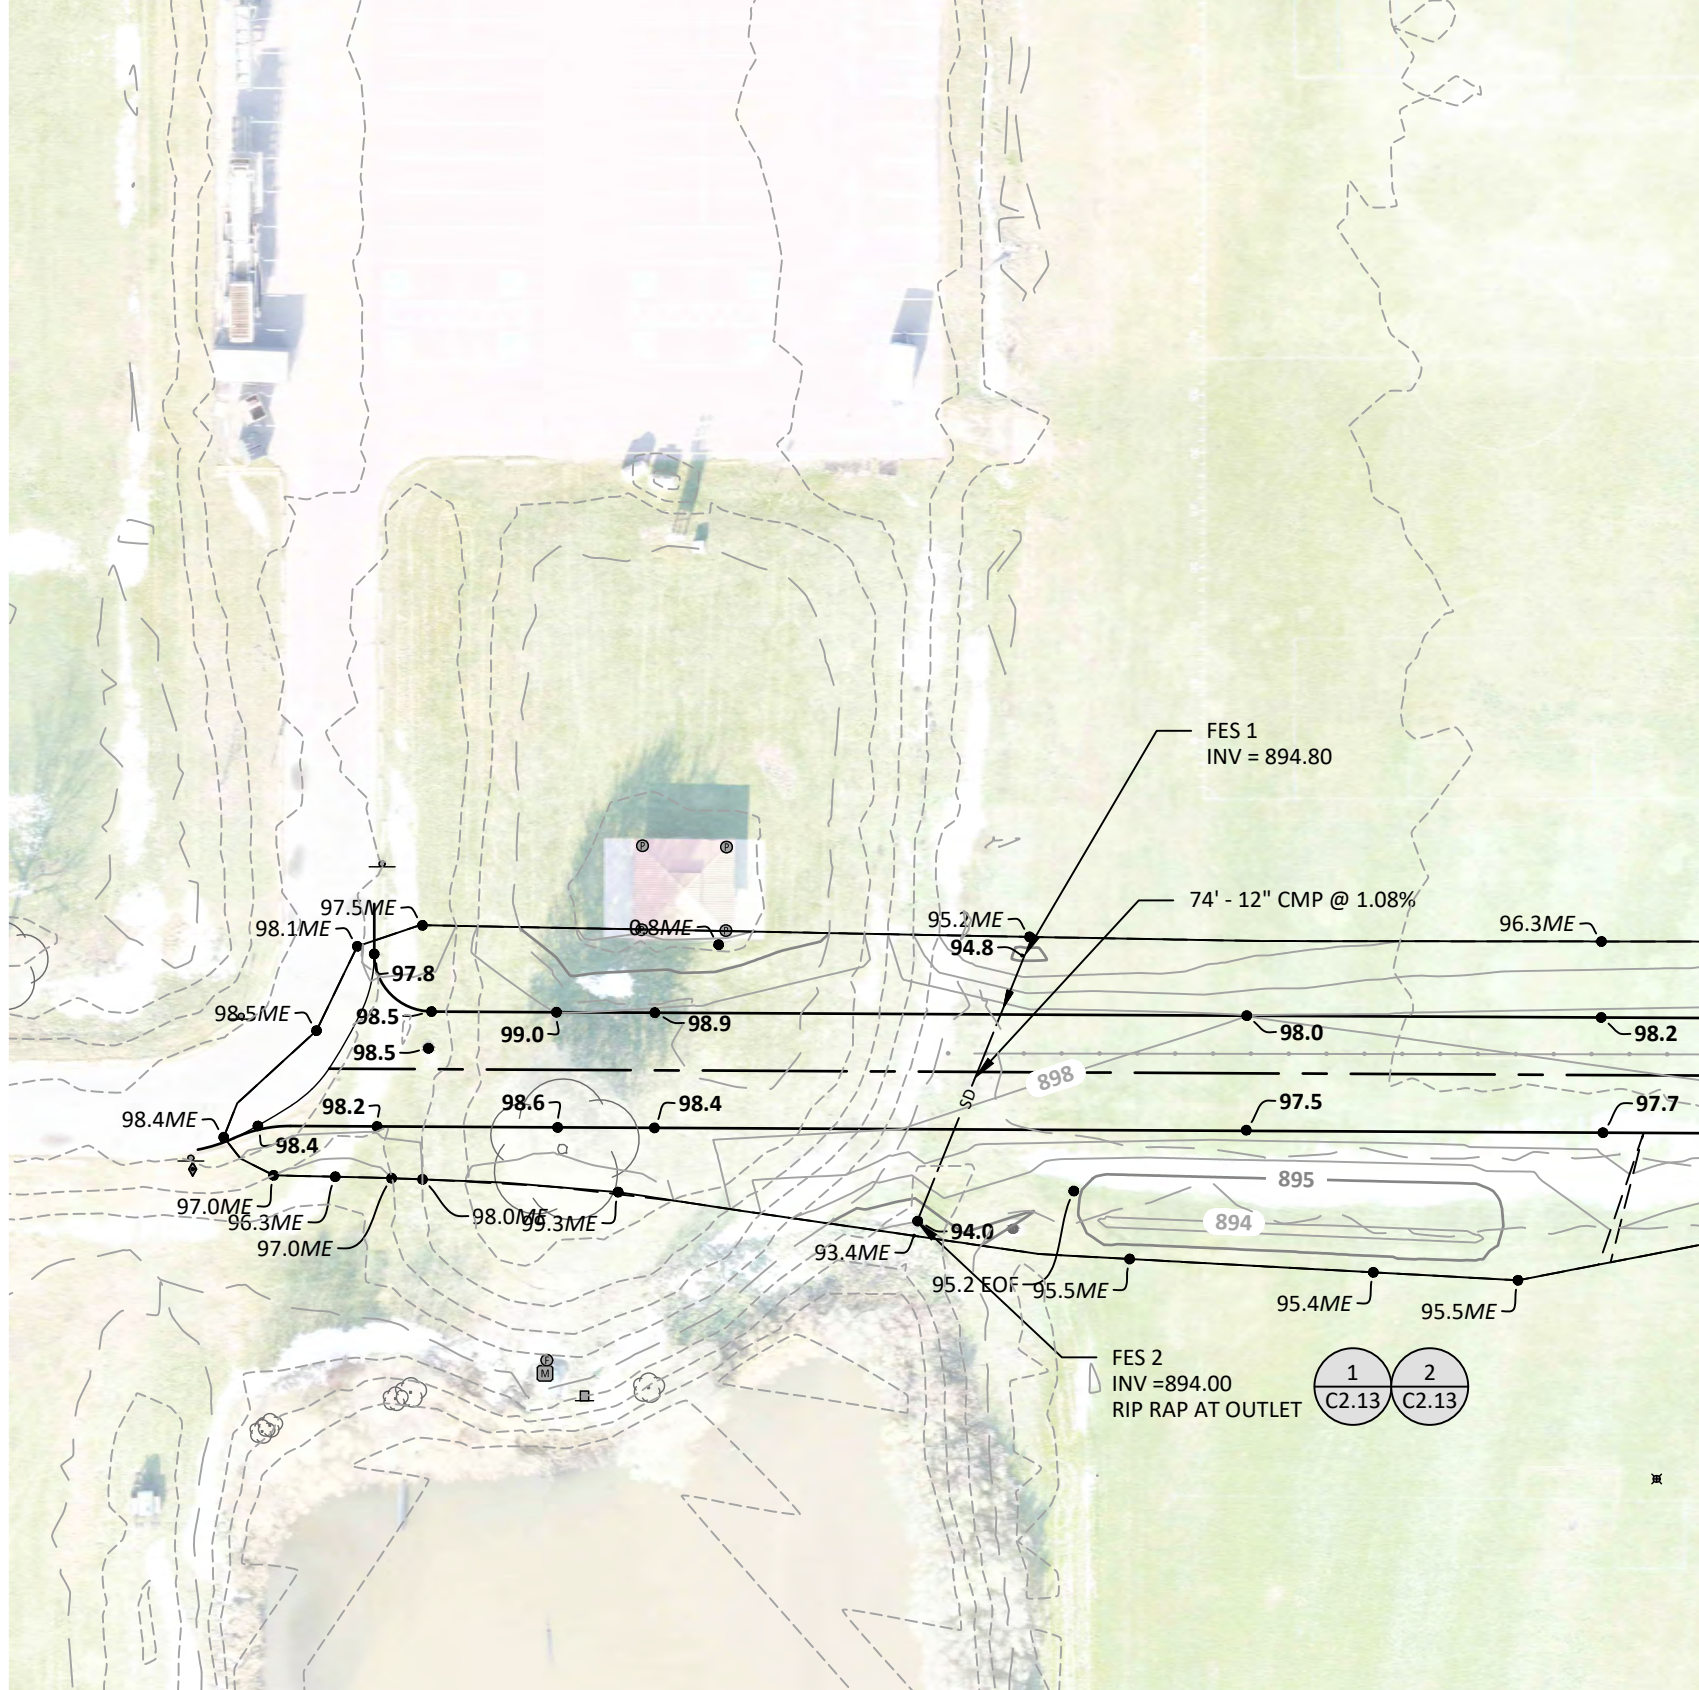 FES 1
INV = 894.80
P
P
74' - 12" CMP @ 1.08%
97.5ME
98.1ME
0.8ME
P
P
95.2ME
94.8
96.3ME
97.8
98.5ME
98.5
99.0
98.9
98.0
98.2
98.5
898
SD
98.4ME
98.2
98.6
98.4
97.5
97.7
98.4
895
97.0ME
96.3ME
98.0ME
99.3ME
97.0ME
94.0
894
93.4ME
95.2 EOF
95.5ME
95.4ME
95.5ME
FES 2
INV =894.00
RIP RAP AT OUTLET
1
C2.13
2
C2.13
F
M